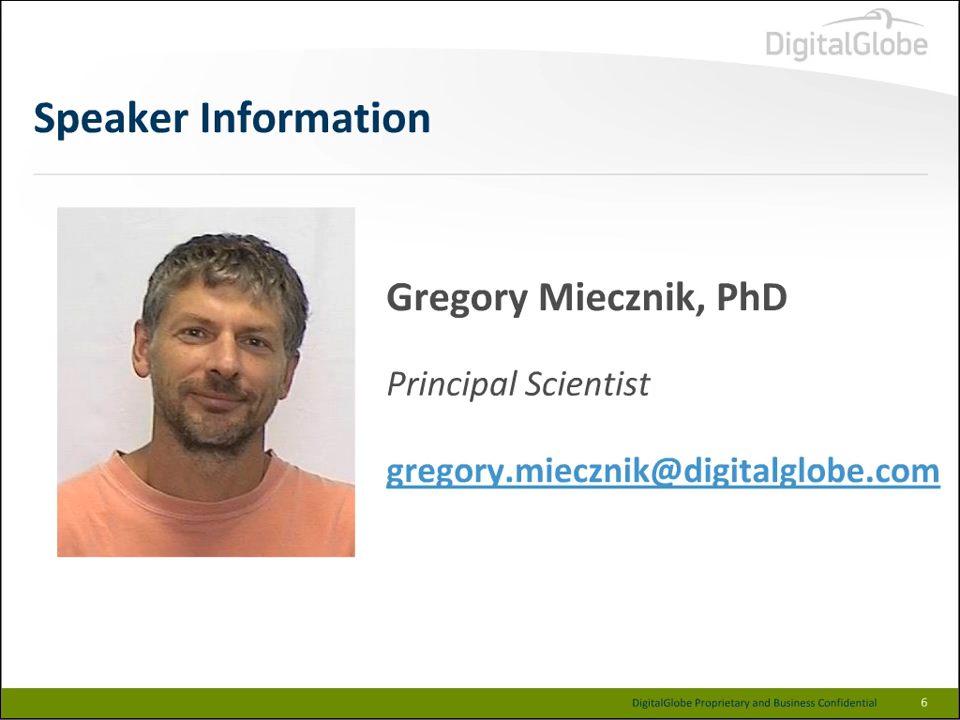 DigitalGlobe
Speaker Information
Gregory Miecznik, PhD
Principal Scientist
gregory.miecznik@digitalglobe.com
DigitalGlobe Proprietary and Business Confidential 6